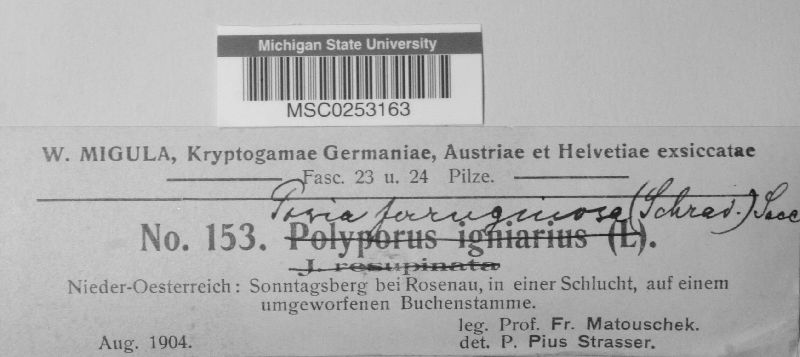 Michigan State University
MSC0253163
W. MIGULA, Kryptogamae Germaniae, Austriae et Helvetiae exsiccatae
Fasc. 23 u. 24 Pilze.
Poria ferruginosa (Schrad.) Sacc
No. 153. Polyporus igniarius (L).
J. resupinata
Nieder-Oesterreich: Sonntagsberg bei Rosenau, in einer Schlucht, auf einem
umgeworfenen Buchenstamme.
leg. Prof. Fr. Matouschek.
Aug. 1904.
det. P. Pius Strasser.